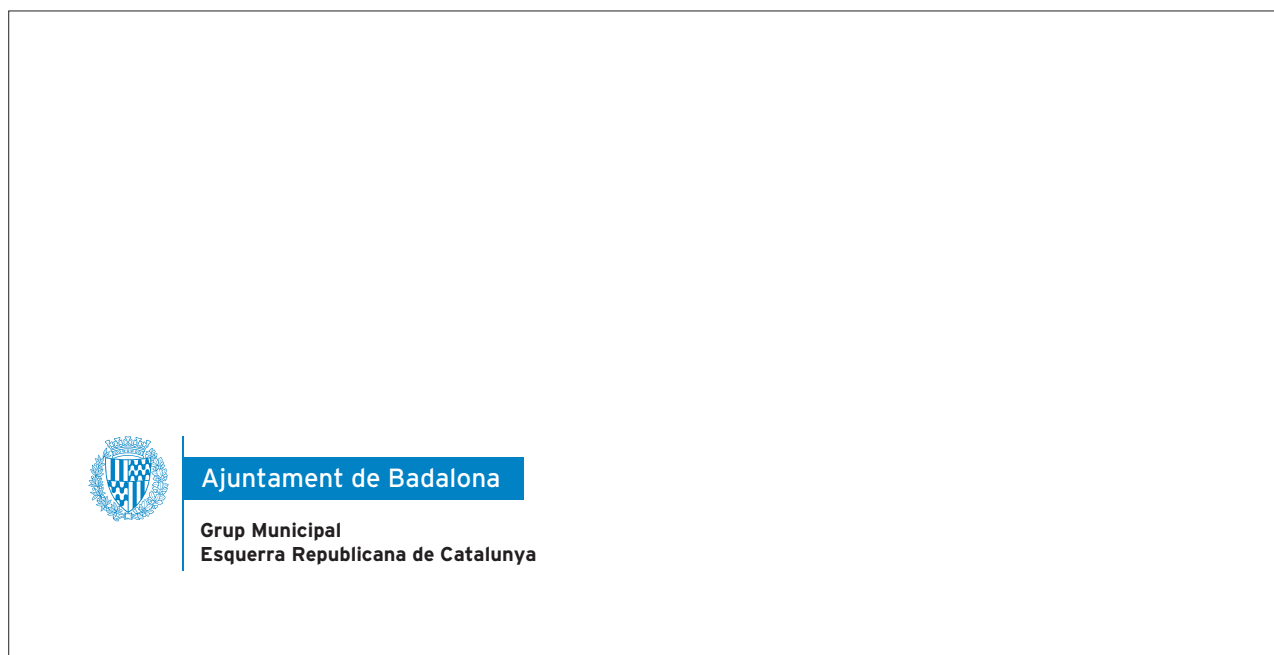 Ajuntament de Badalona
Grup Municipal
Esquerra Republicana de Catalunya